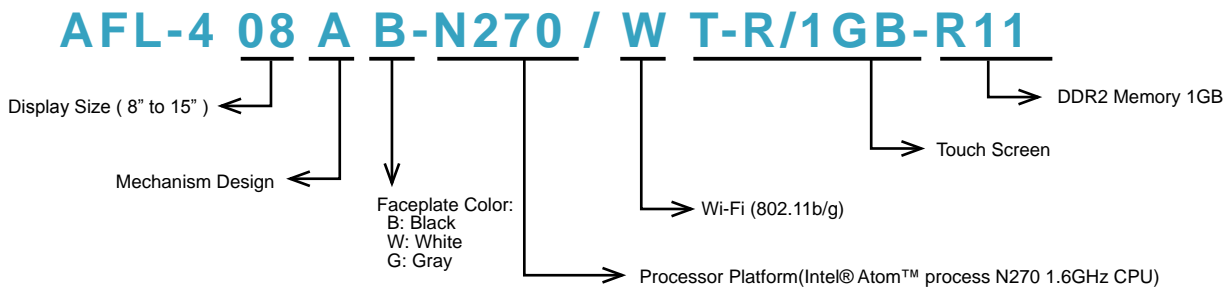 AFL-4 08 A B-N270 / W T-R/1GB-R11
Display Size ( 8” to 15” )
DDR2 Memory 1GB
Touch Screen
Mechanism Design
Faceplate Color:
B: Black
W: White
G: Gray
Wi-Fi (802.11b/g)
Processor Platform(Intel® Atom™ process N270 1.6GHz CPU)